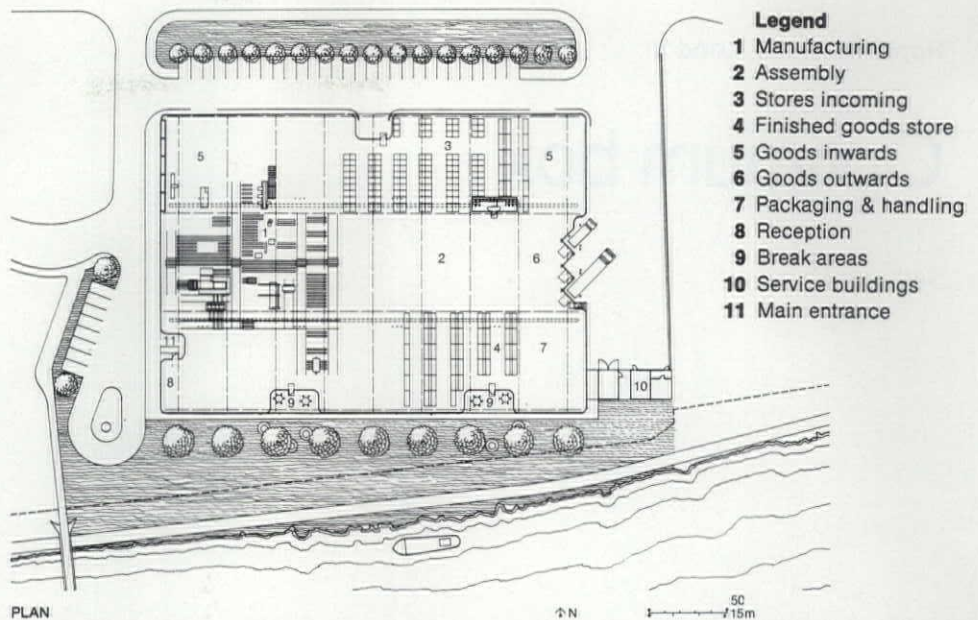 Legend
1 Manufacturing
2 Assembly
3 Stores incoming
4 Finished goods store
5 Goods inwards
6 Goods outwards
7 Packaging & handling
8 Reception
9 Break areas
10 Service buildings
11 Main entrance
5
3
5
1
2
6
11
4
7
8
9
9
10
PLAN
N
50
15m